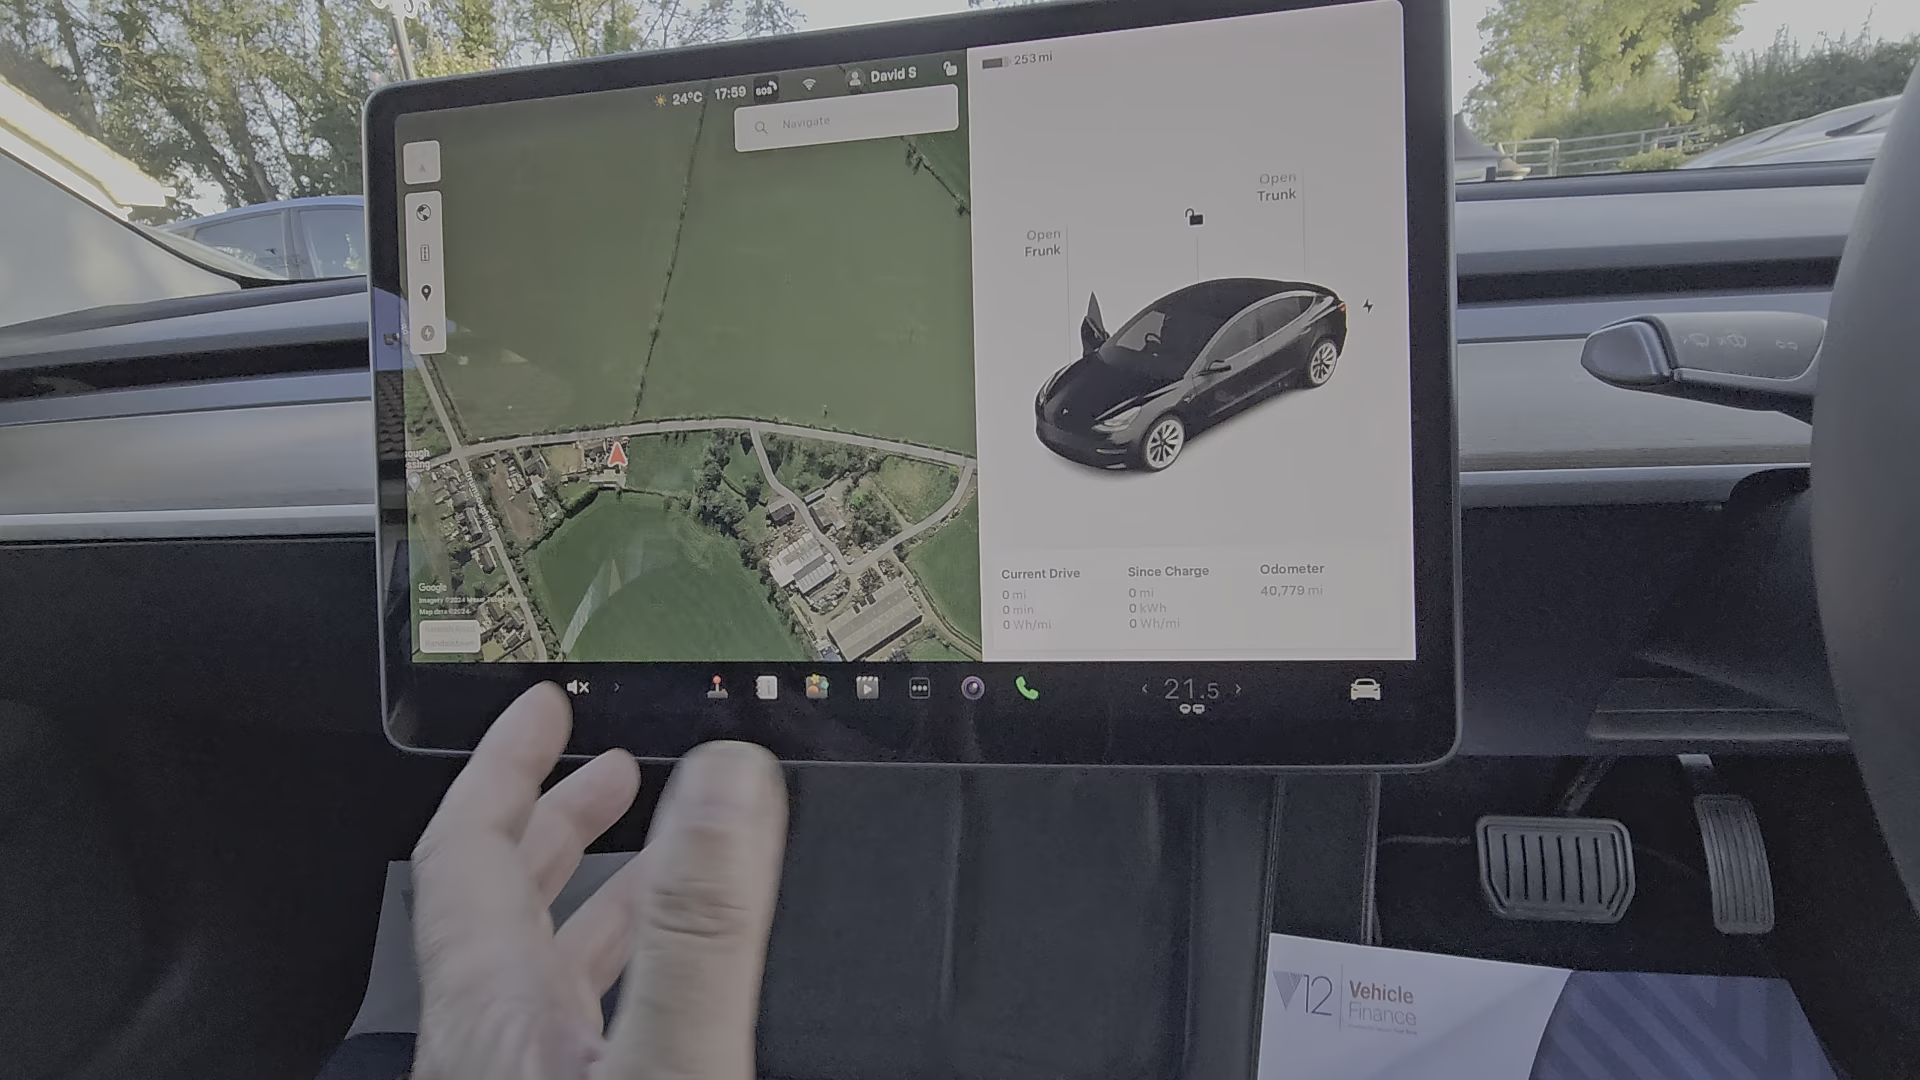 24°C 17:59 SOS David S
Navigate
253 mi
Open
Trunk
Open
Frunk
Google
Current Drive
0 mi
0 min
0 Wh/mi
Since Charge
0 mi
0 kWh
0 Wh/mi
Odometer
40,779 mi
21.5
V12 Vehicle
Finance